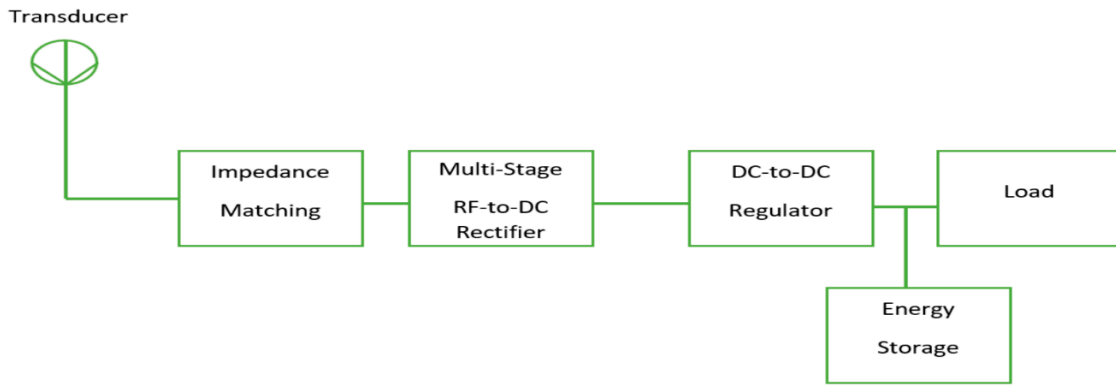 Transducer
Impedance
Matching
Multi-Stage
RF-to-DC
Rectifier
DC-to-DC
Regulator
Load
Energy
Storage